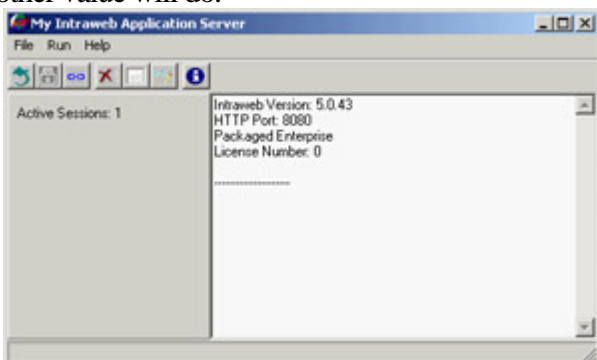 other value will do.
My Intraweb Application Server
File Run Help
Active Sessions: 1
Intraweb Version: 5.0.43
HTTP Port: 8080
Packaged Enterprise
License Number: 0
-----------------